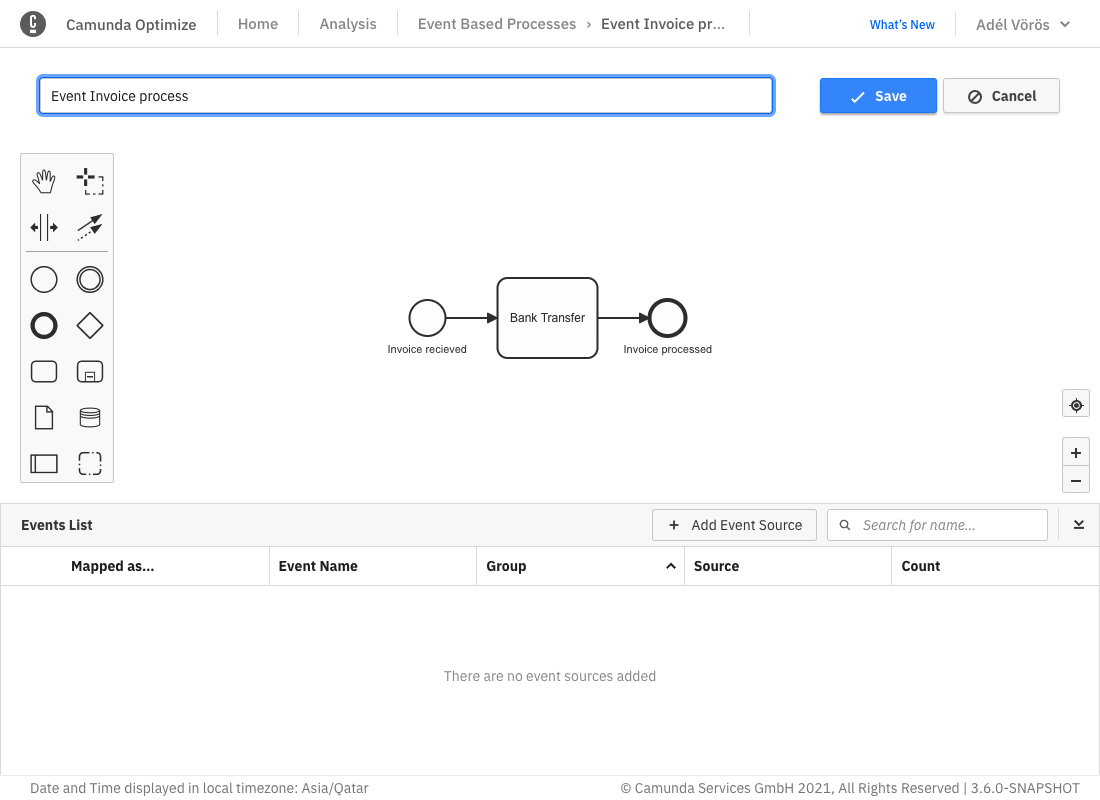 Camunda Optimize Home Analysis Event Based Processes › Event Invoice pr... What's New Adél Vörös
Event Invoice process Save Cancel
Bank Transfer
Invoice recieved Invoice processed
Events List + Add Event Source Search for name...
Mapped as... Event Name Group Source Count
There are no event sources added
Date and Time displayed in local timezone: Asia/Qatar © Camunda Services GmbH 2021, All Rights Reserved | 3.6.0-SNAPSHOT